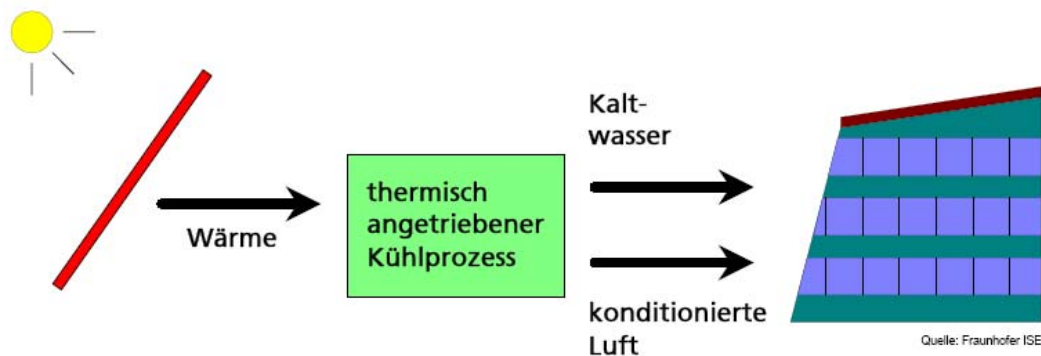 Wärme
thermisch
angetriebener
Kühlprozess
Kalt-
wasser
konditionierte
Luft
Quelle: Fraunhofer ISE